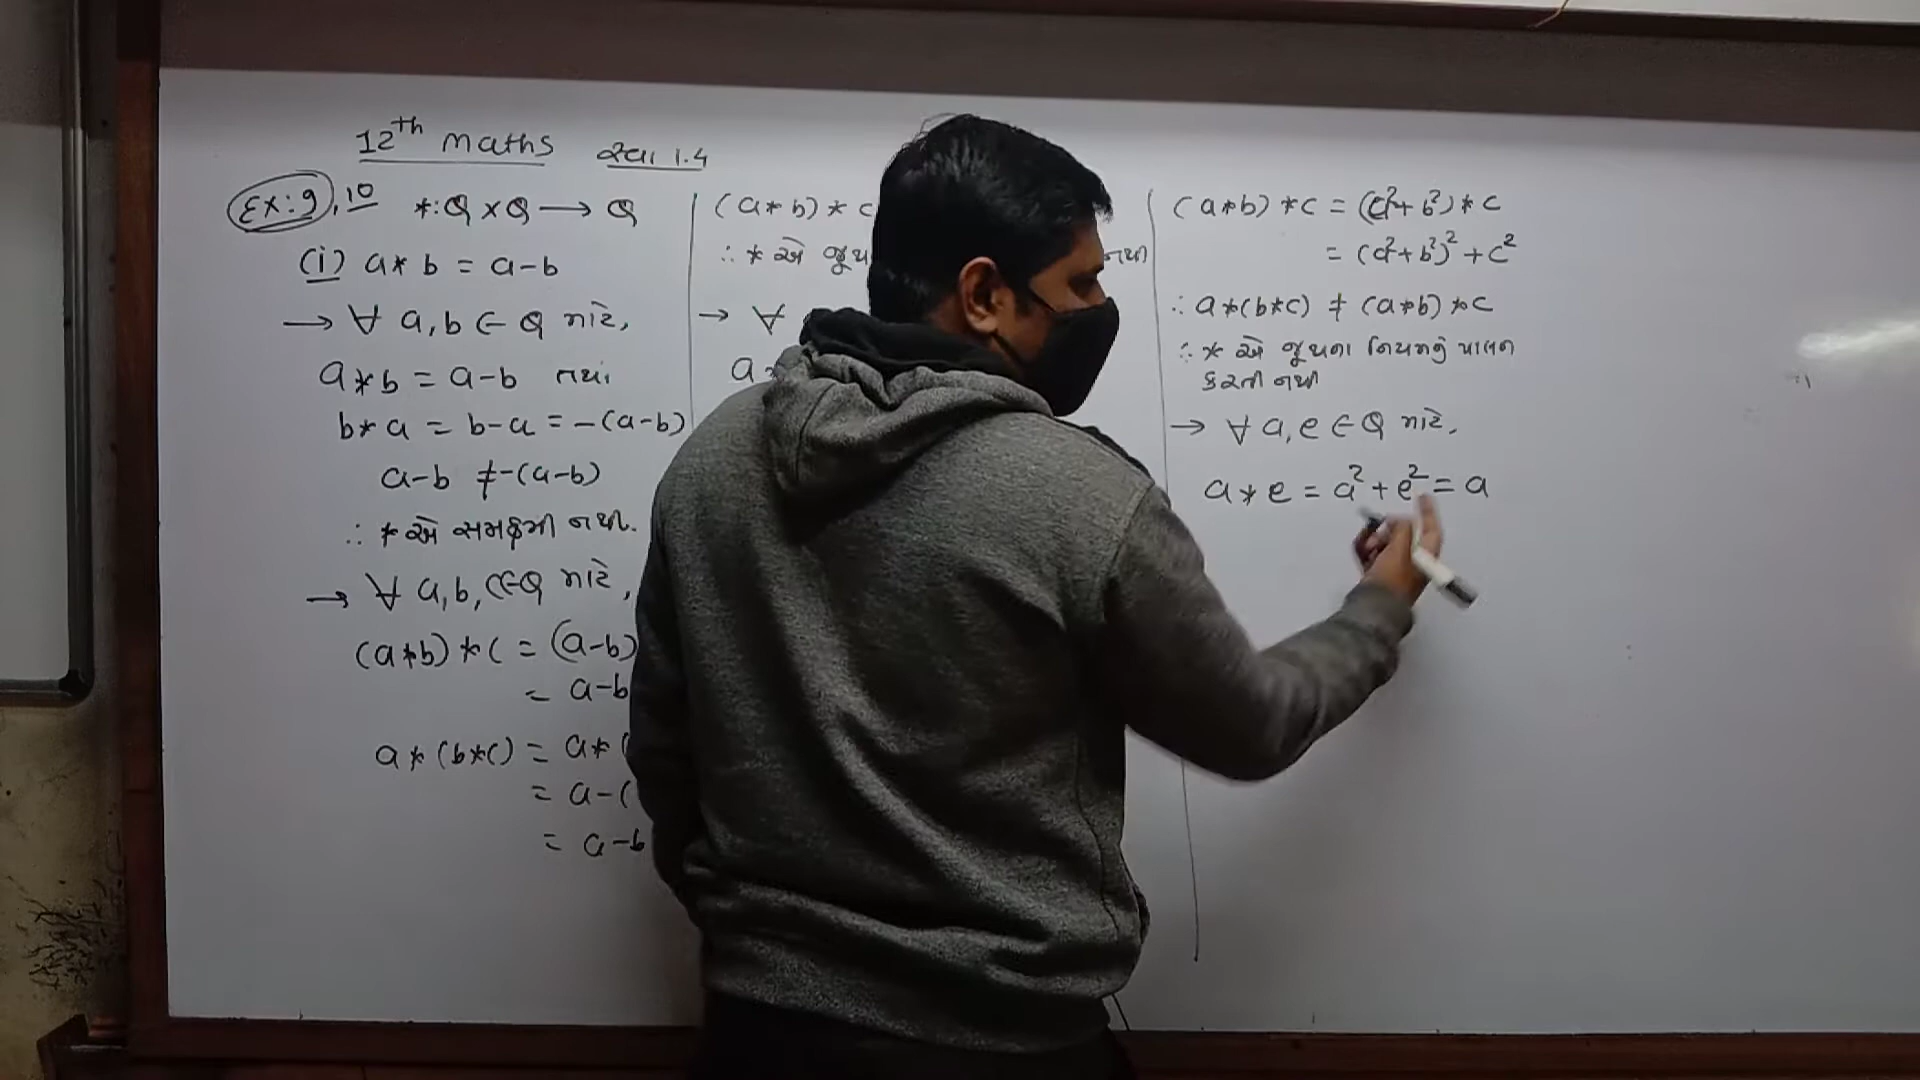 12th maths સ્વા 1.4
Ex: 9, 10 *: Q × Q → Q
(i) a * b = a - b
→ ∀ a, b ∈ Q માટે,
a * b = a - b તથા
b * a = b - a = -(a - b)
a - b ≠ -(a - b)
∴ * એ સમક્રમી નથી.
→ ∀ a, b, c ∈ Q માટે,
(a * b) * c = (a - b)
= a - b
a * (b * c) = a * (
= a - (
= a - b
(a * b) * c
∴ * એ નથી
→ ∀
a
(a * b) * c = (a² + b²) * c
= (a² + b²)² + c²
∴ a * (b * c) ≠ (a * b) * c
∴ * એ જૂથના નિયમનું પાલન
કરતી નથી
→ ∀ a, e ∈ Q માટે,
a * e = a² + e² = a